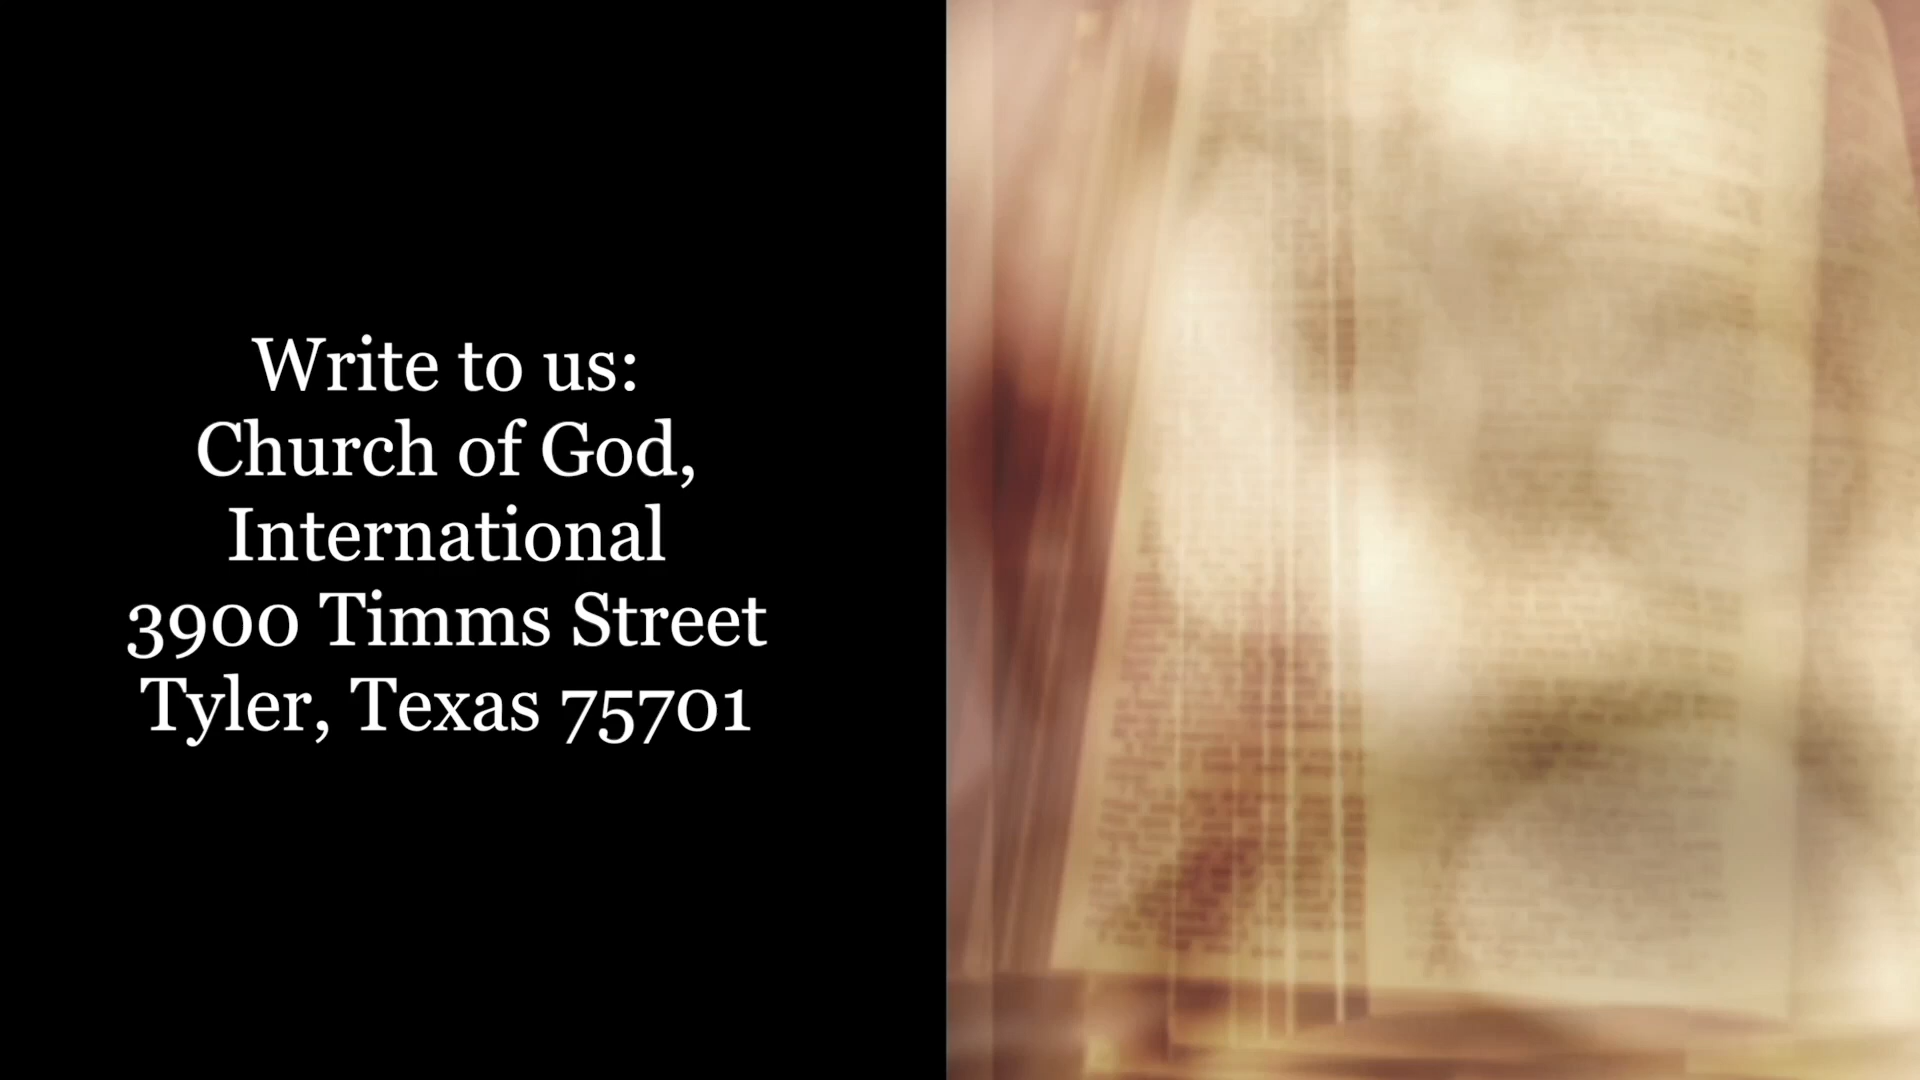 Write to us:
Church of God,
International
3900 Timms Street
Tyler, Texas 75701